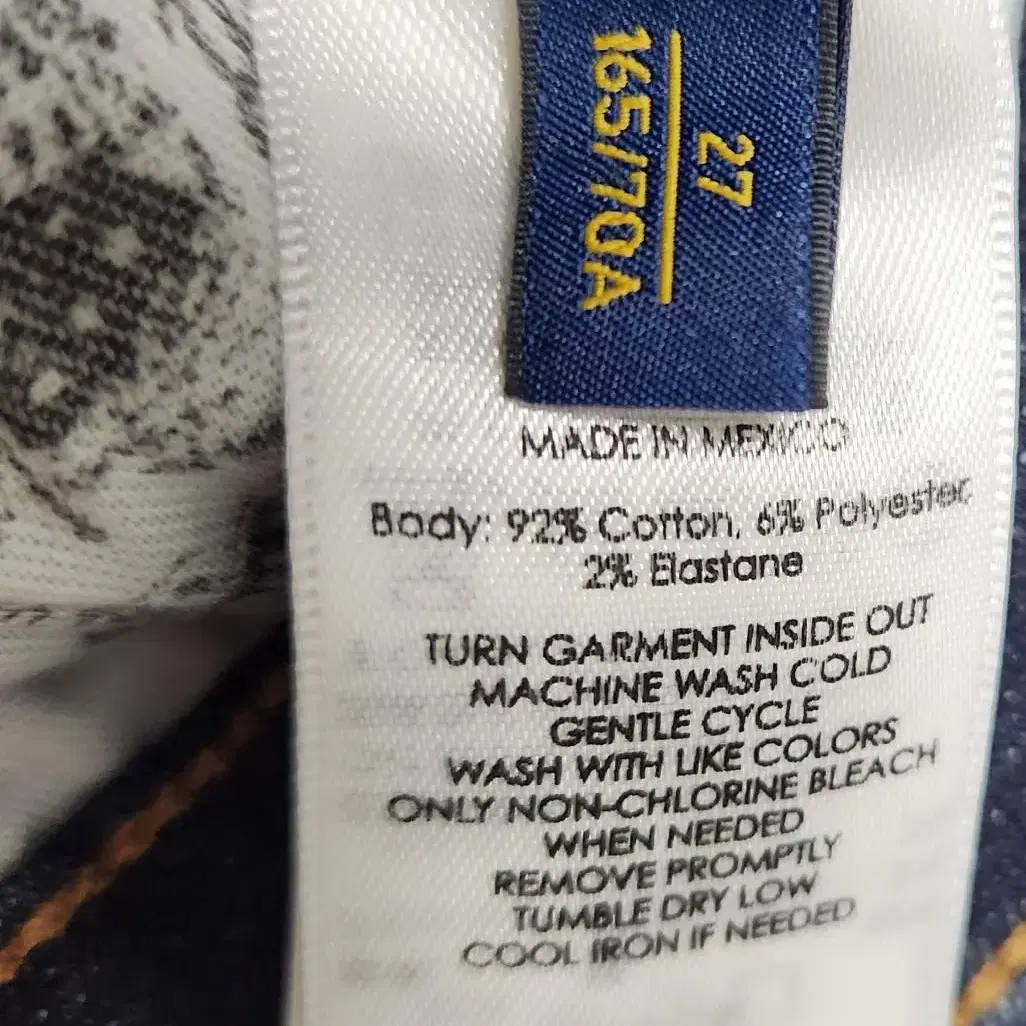 27
165/70A
MADE IN MEXICO
Body: 92% Cotton, 6% Polyester,
2% Elastane
TURN GARMENT INSIDE OUT
MACHINE WASH COLD
GENTLE CYCLE
WASH WITH LIKE COLORS
ONLY NON-CHLORINE BLEACH
WHEN NEEDED
REMOVE PROMPTLY
TUMBLE DRY LOW
COOL IRON IF NEEDED